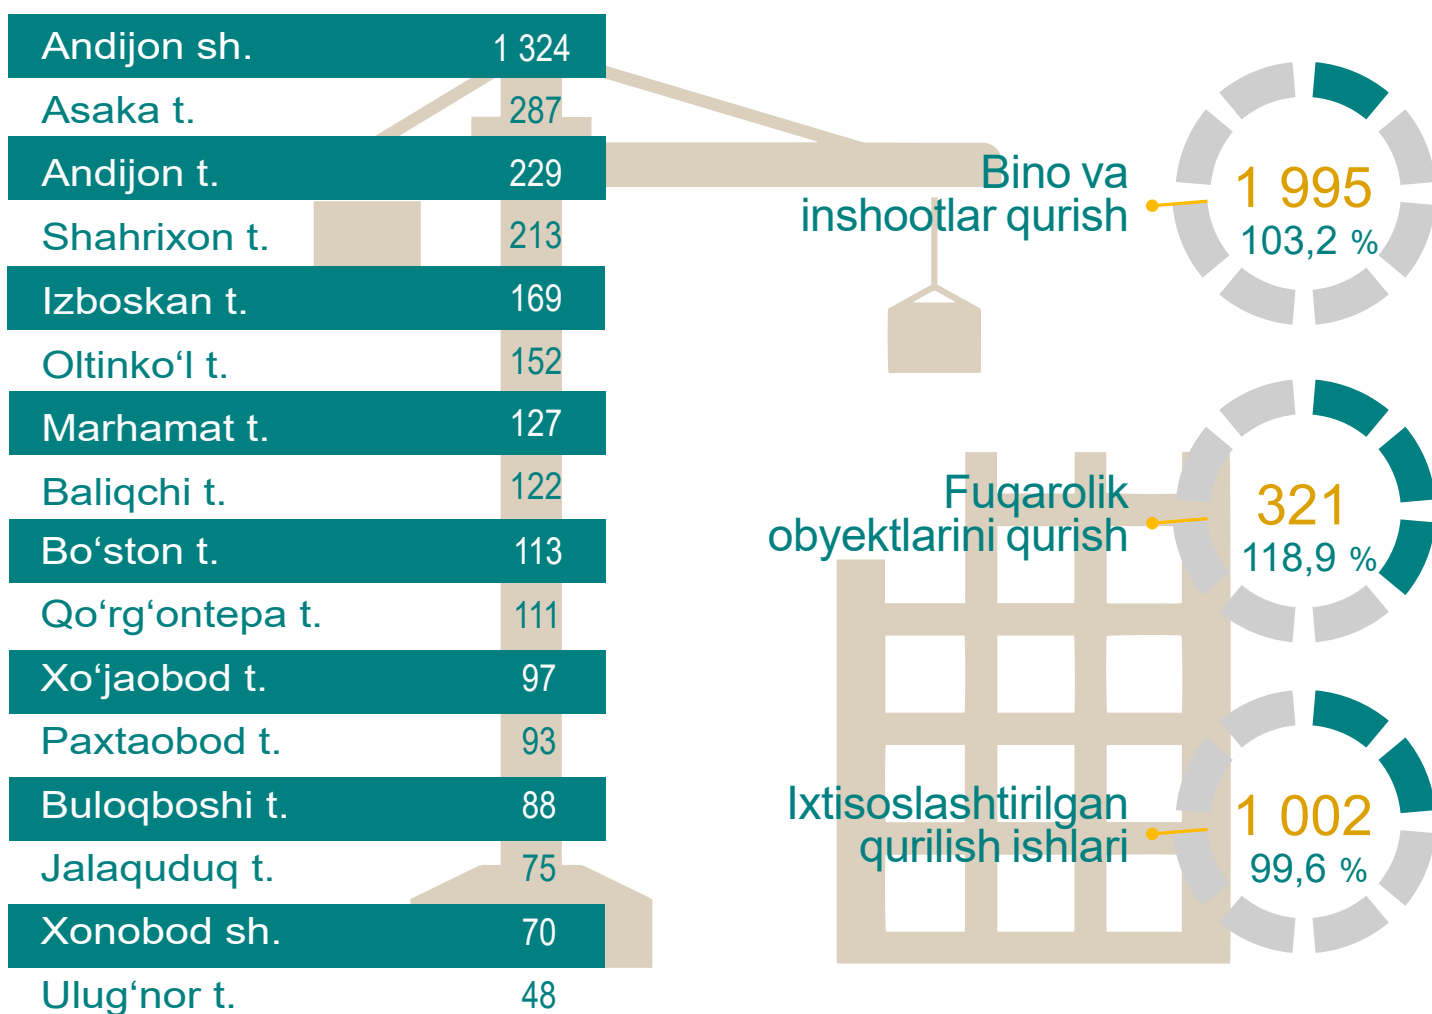 Andijon sh. 1 324
Asaka t. 287
Andijon t. 229
Shahrixon t. 213
Izboskan t. 169
Oltinko‘l t. 152
Marhamat t. 127
Baliqchi t. 122
Bo‘ston t. 113
Qo‘rg‘ontepa t. 111
Xo‘jaobod t. 97
Paxtaobod t. 93
Buloqboshi t. 88
Jalaquduq t. 75
Xonobod sh. 70
Ulug‘nor t. 48
Bino va
inshootlar qurish
1 995
103,2 %
Fuqarolik
obyektlarini qurish
321
118,9 %
Ixtisoslashtirilgan
qurilish ishlari
1 002
99,6 %